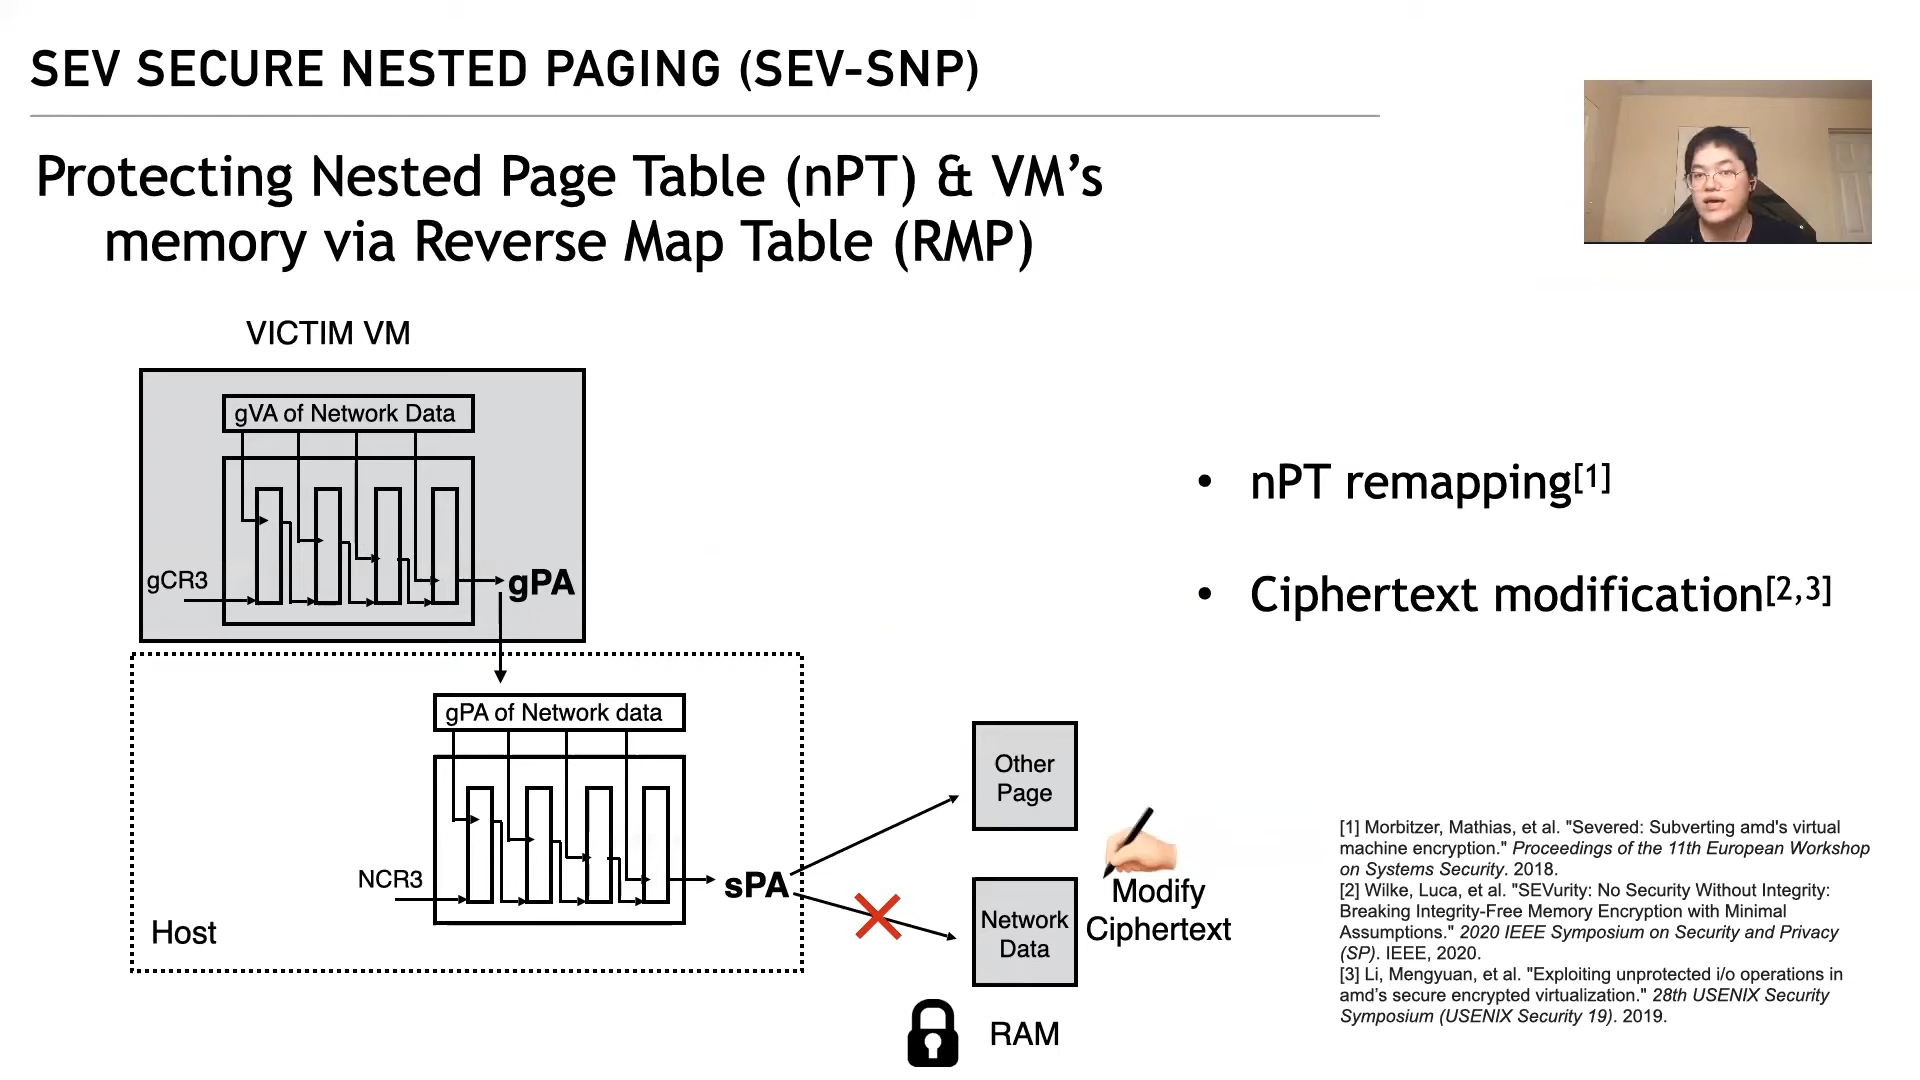 SEV SECURE NESTED PAGING (SEV-SNP)
Protecting Nested Page Table (nPT) & VM’s
memory via Reverse Map Table (RMP)
VICTIM VM
gVA of Network Data
gCR3
gPA
gPA of Network data
NCR3
sPA
Host
Other
Page
Network
Data
Modify
Ciphertext
RAM
• nPT remapping[1]
• Ciphertext modification[2,3]
[1] Morbitzer, Mathias, et al. "Severed: Subverting amd's virtual
machine encryption." Proceedings of the 11th European Workshop
on Systems Security. 2018.
[2] Wilke, Luca, et al. "SEVurity: No Security Without Integrity:
Breaking Integrity-Free Memory Encryption with Minimal
Assumptions." 2020 IEEE Symposium on Security and Privacy
(SP). IEEE, 2020.
[3] Li, Mengyuan, et al. "Exploiting unprotected i/o operations in
amd’s secure encrypted virtualization." 28th USENIX Security
Symposium (USENIX Security 19). 2019.